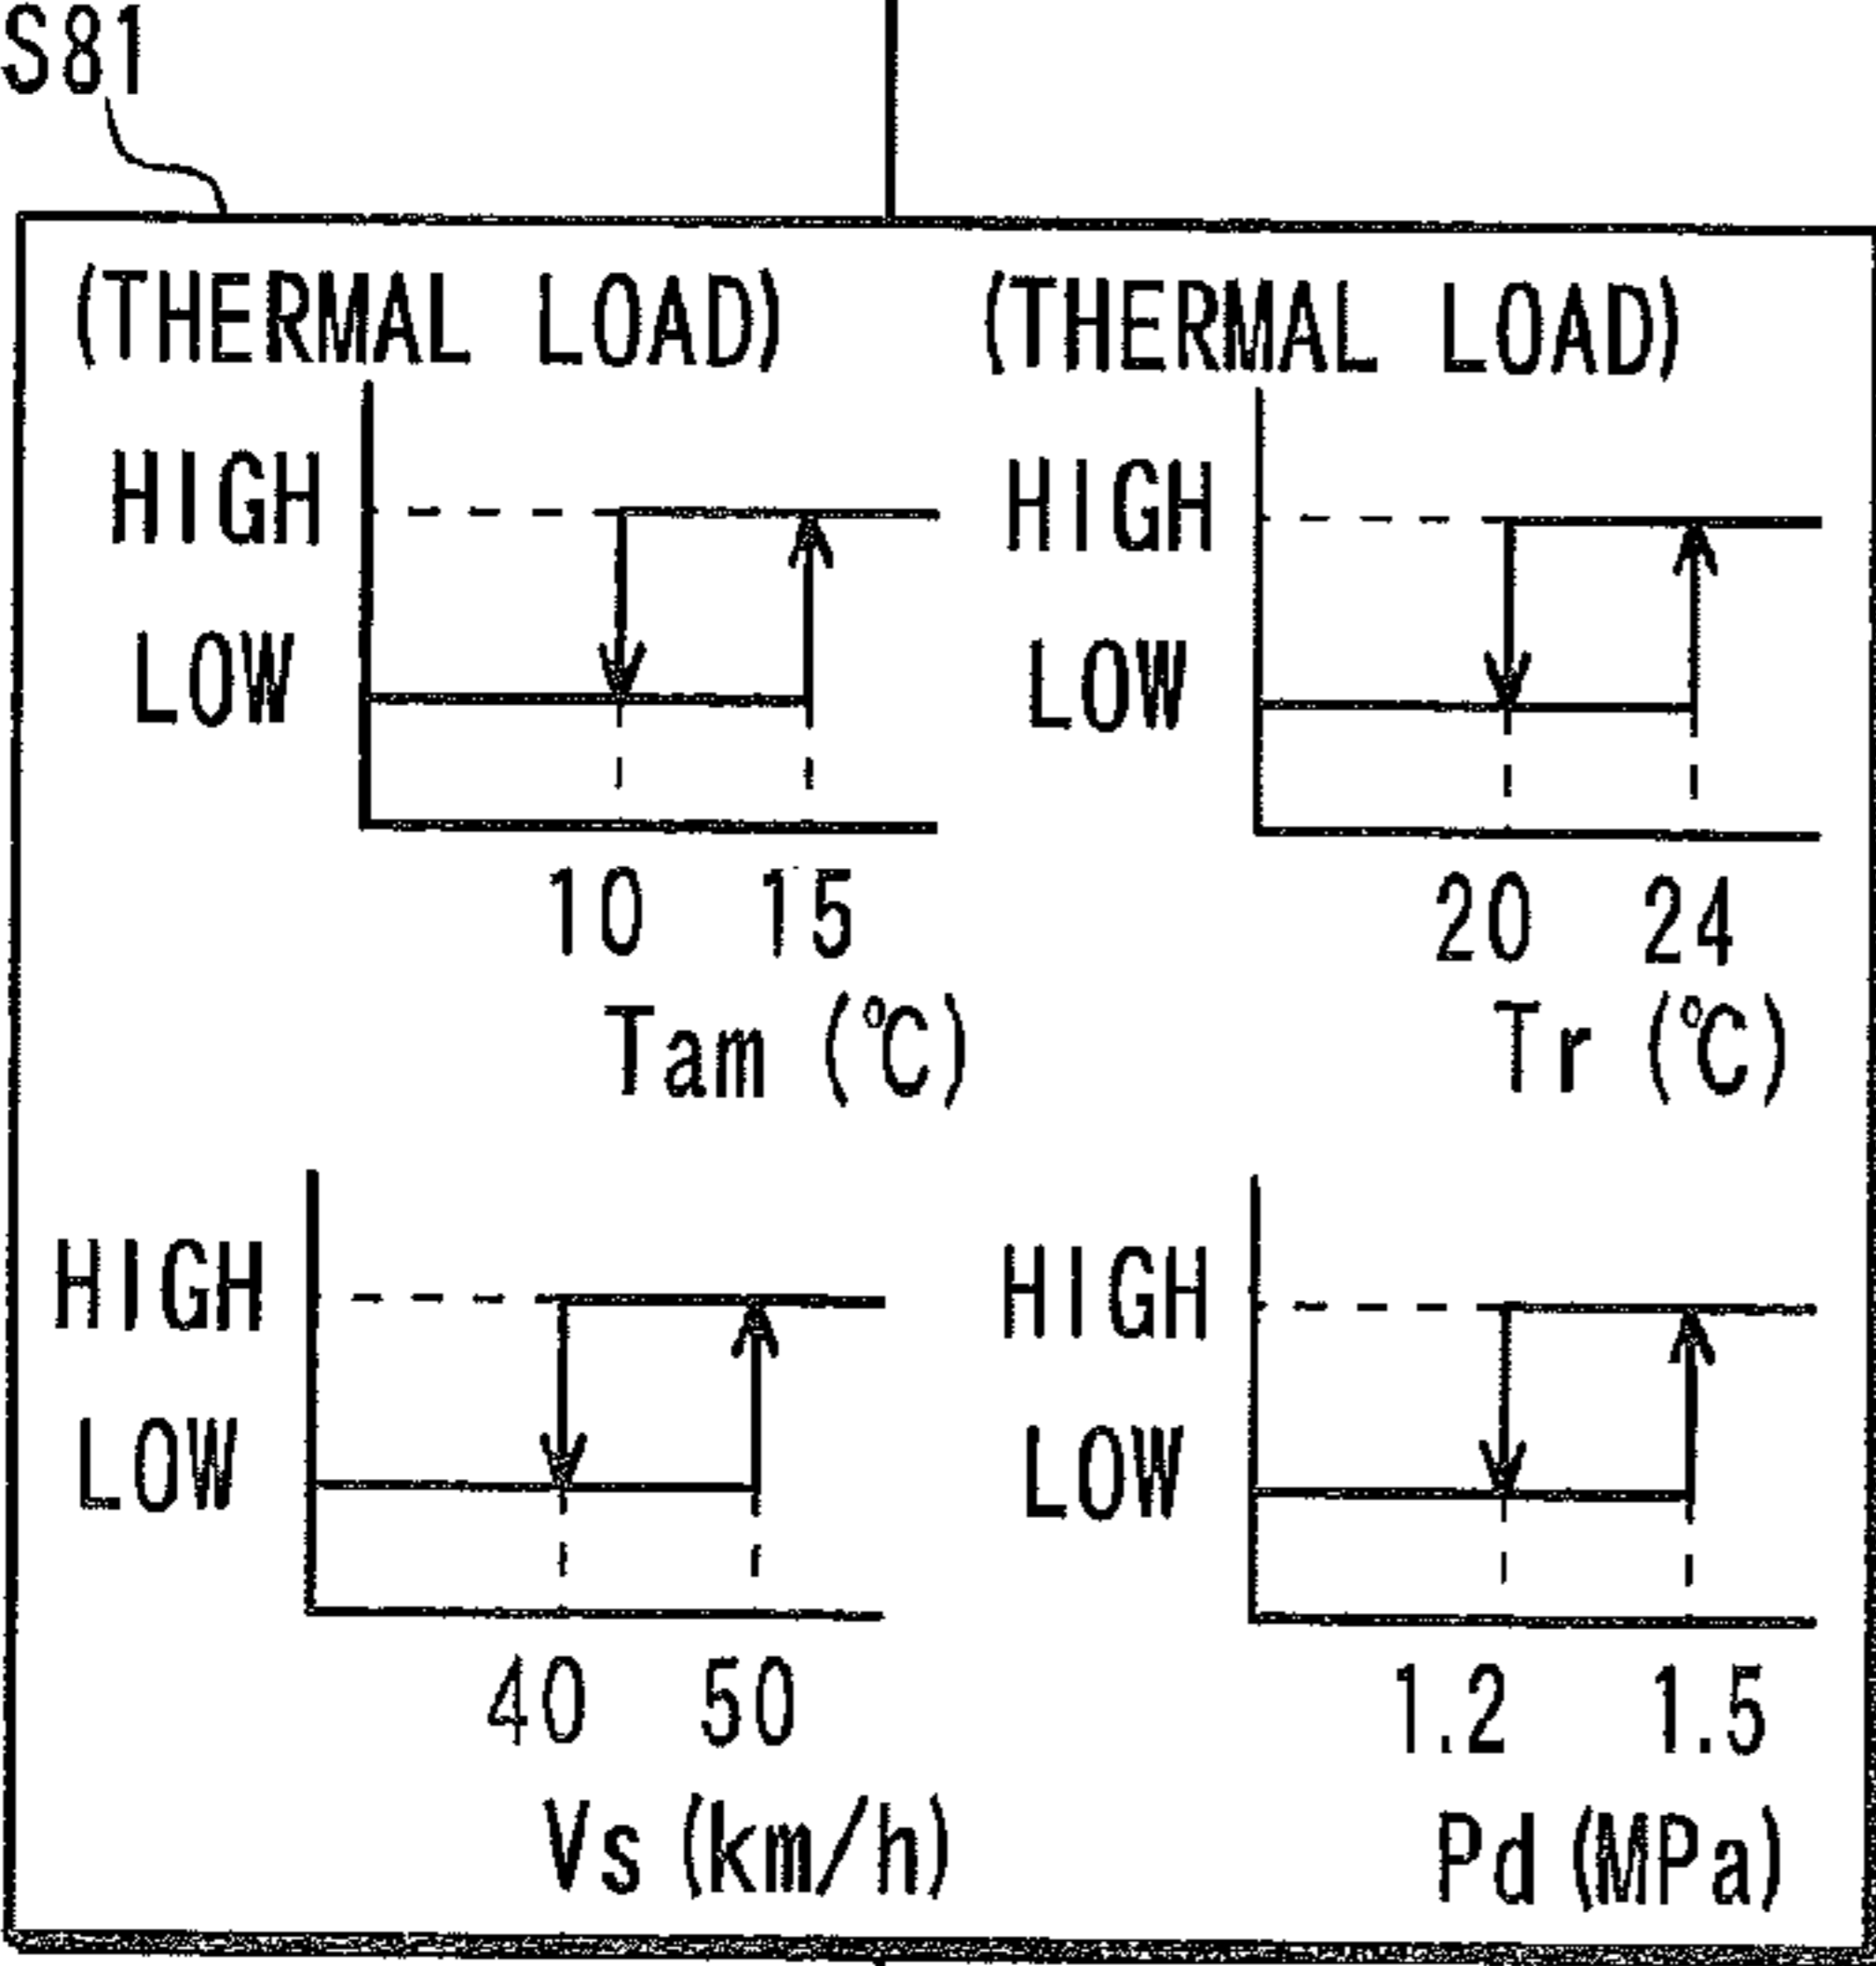 S81
(THERMAL LOAD) (THERMAL LOAD)
HIGH HIGH
LOW LOW
10 15 20 24
Tam (℃) Tr (℃)
HIGH HIGH
LOW LOW
40 50 1.2 1.5
Vs (km/h) Pd (MPa)